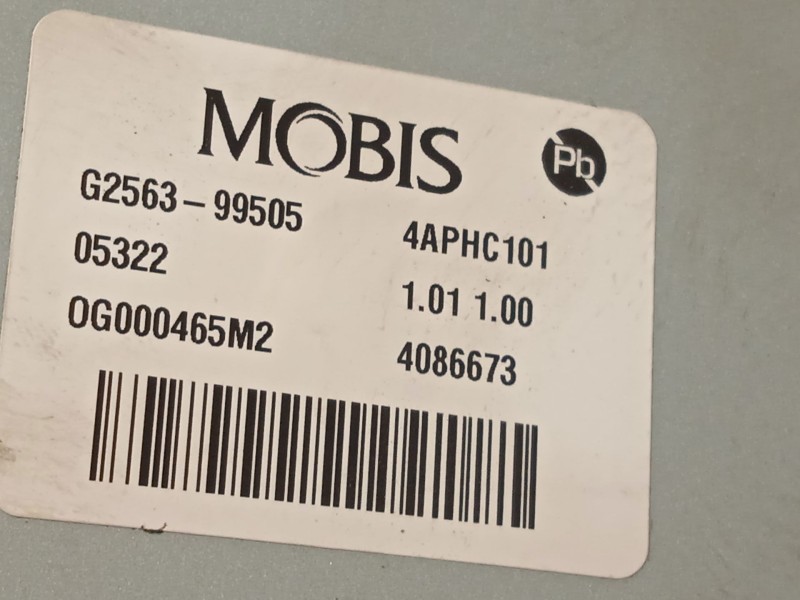 MOBIS
Pb
G2563-99505
4APHC101
05322
1.01 1.00
OG000465M2
4086673